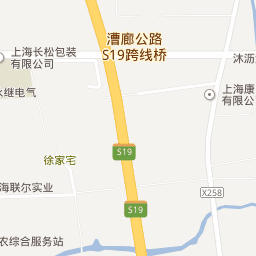 漕廊公路
S19跨线桥
上海长松包装
有限公司
沐沥
上海康
有限公
永继电气
S19
徐家宅
海联尔实业
X258
S19
农综合服务站